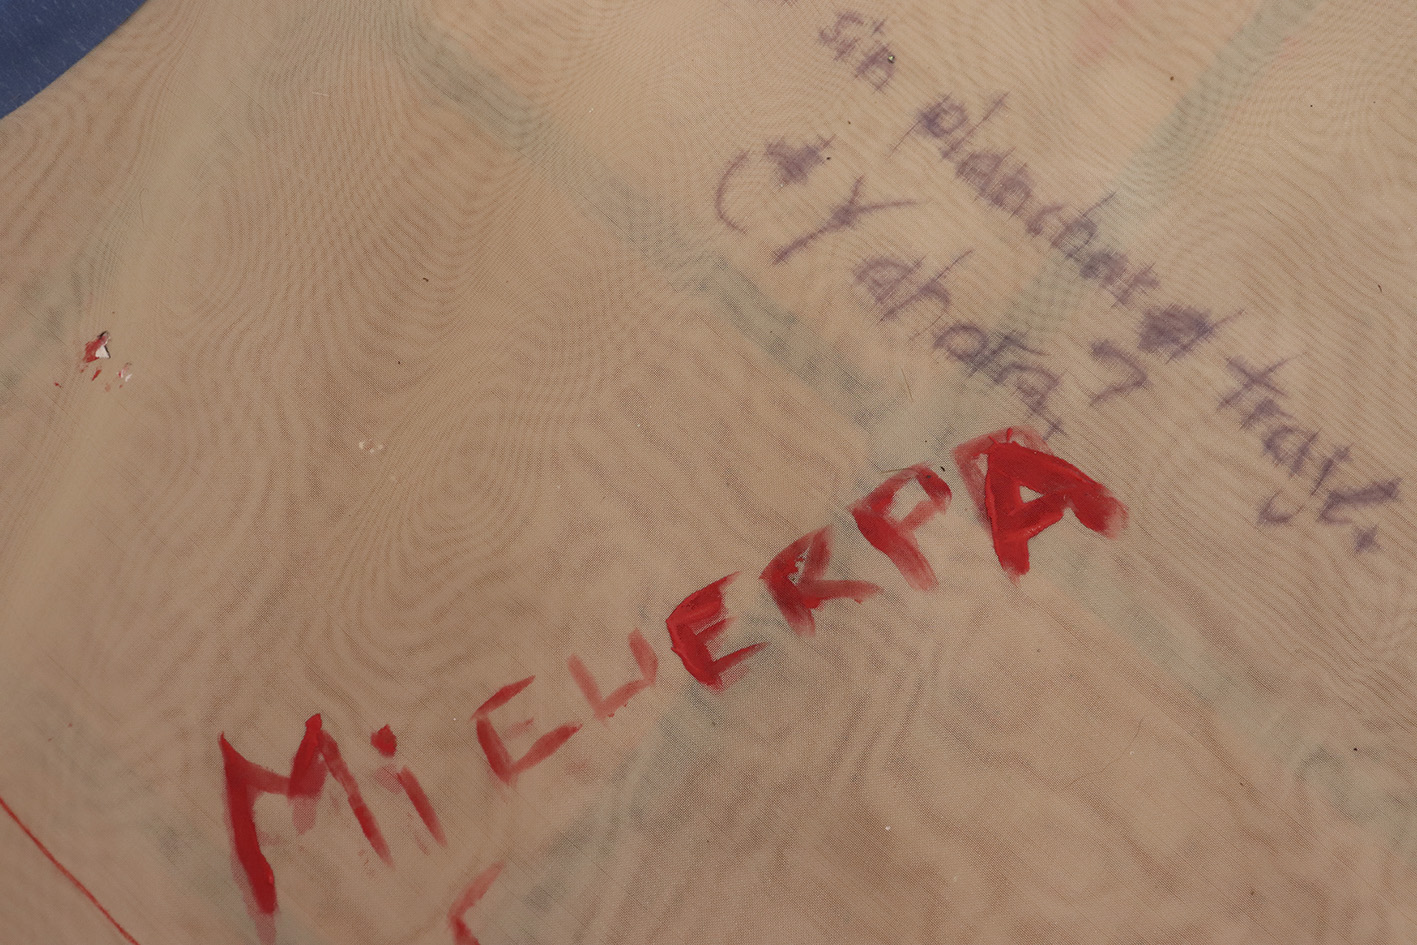 sin planchar el traje.
(* Y ahora?
Mi CUERPA